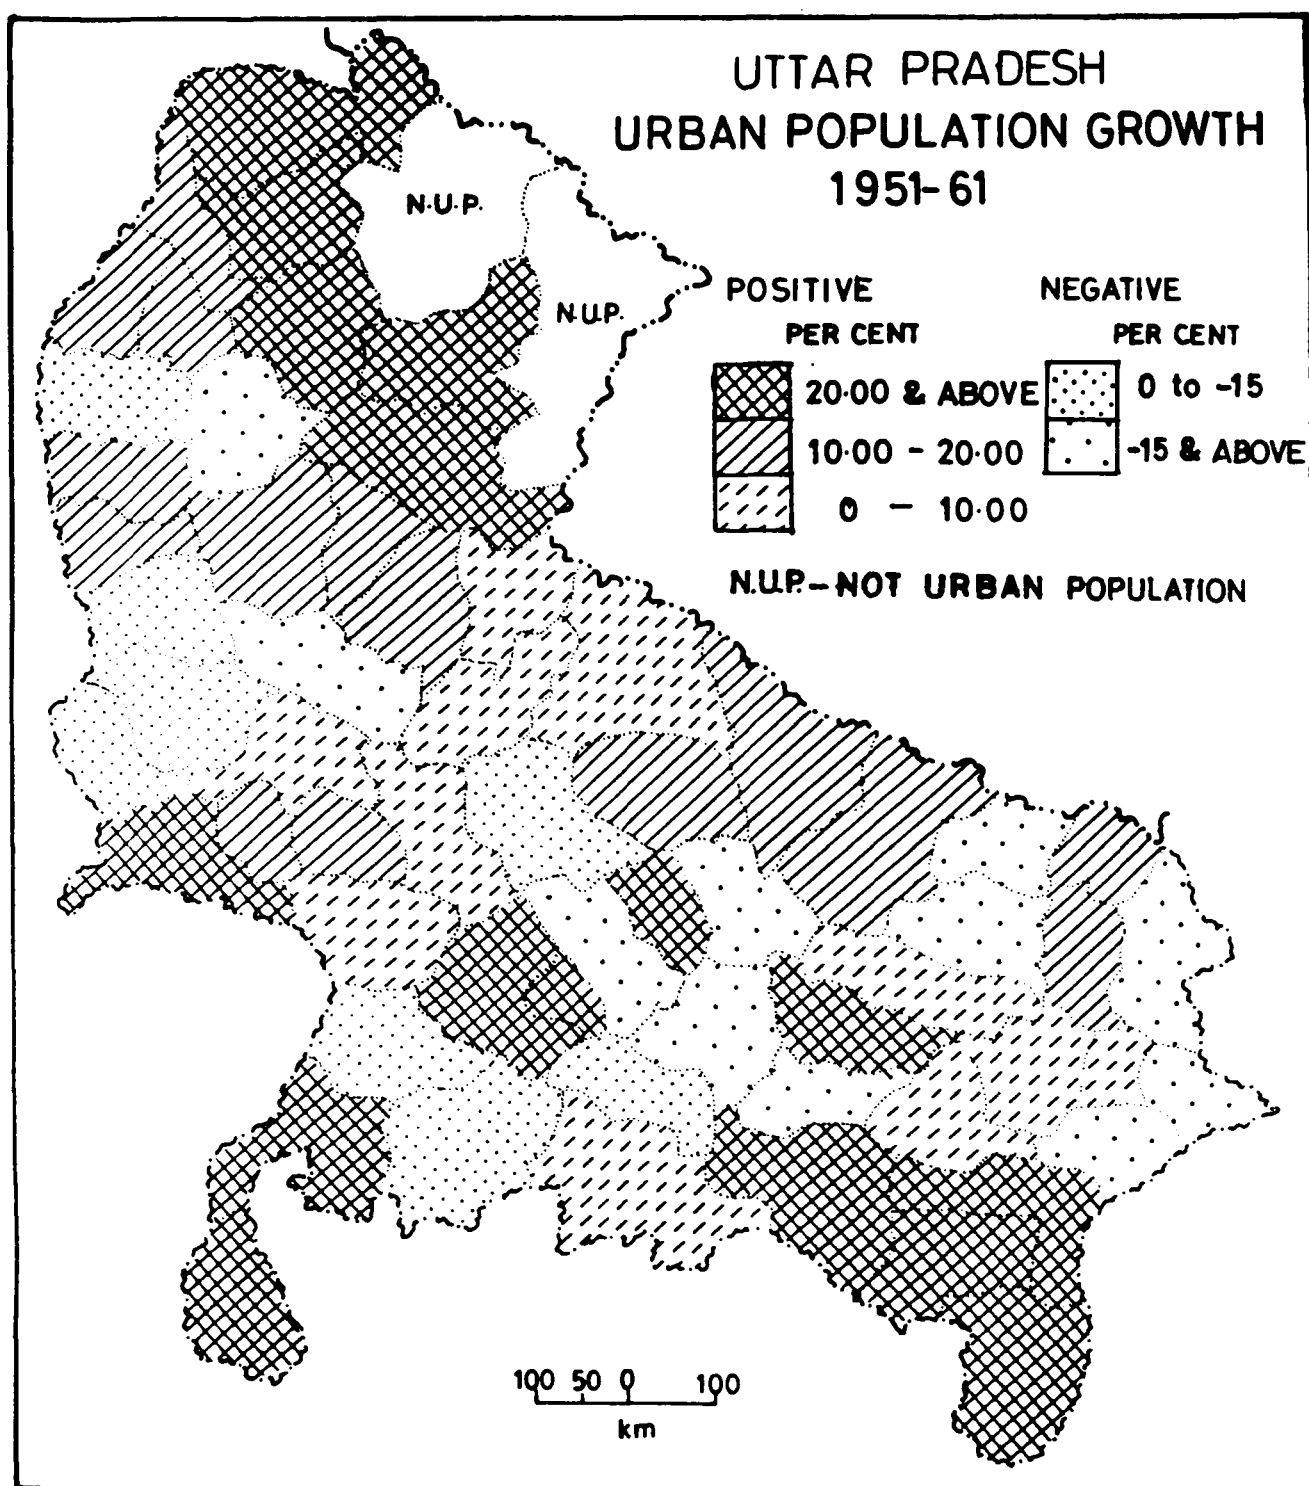 UTTAR PRADESH
URBAN POPULATION GROWTH
1951-61
N.U.P.
N.U.P.
POSITIVE NEGATIVE
PER CENT PER CENT
20.00 & ABOVE 0 to -15
10.00 - 20.00 -15 & ABOVE
0 - 10.00
N.U.P. - NOT URBAN POPULATION
100 50 0 100
km